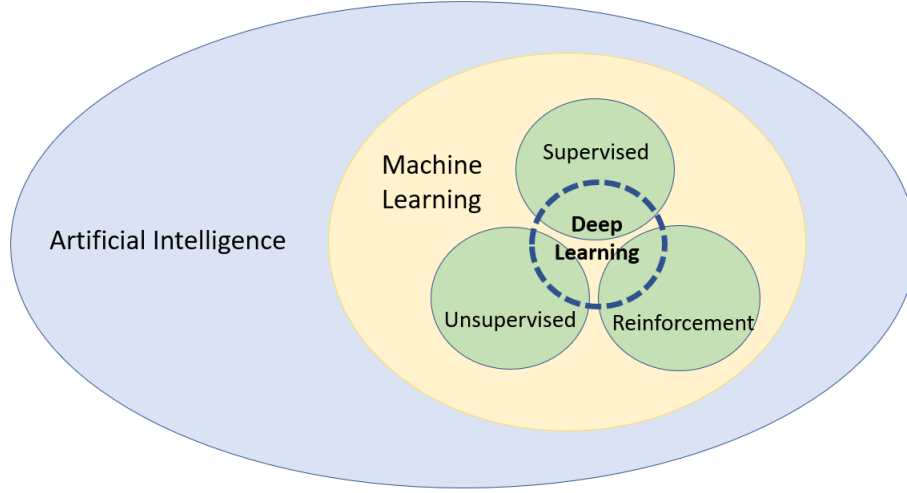 Supervised
Machine
Learning
Deep
Learning
Artificial Intelligence
Unsupervised
Reinforcement